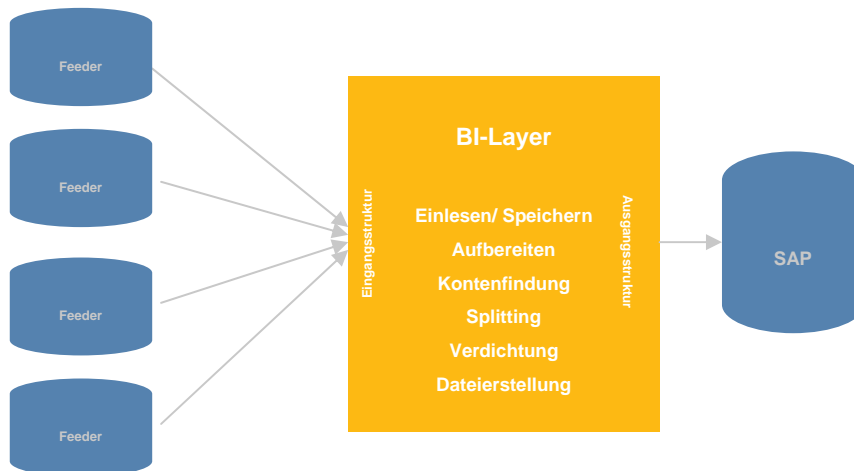 Feeder
Feeder
Feeder
Feeder
BI-Layer
Eingangsstruktur
Einlesen/ Speichern
Aufbereiten
Kontenfindung
Splitting
Verdichtung
Dateierstellung
Ausgangsstruktur
SAP